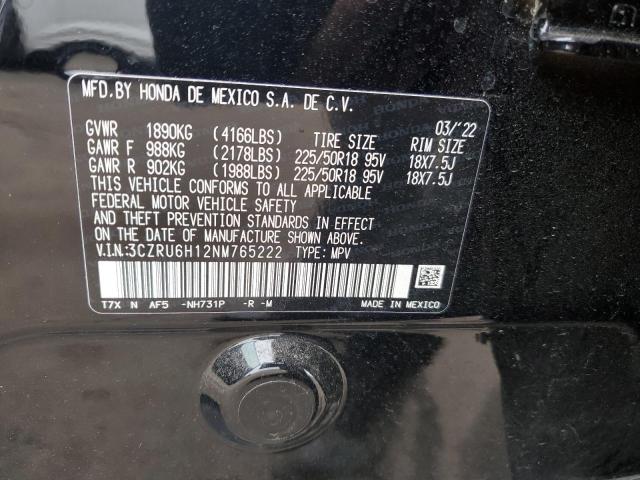 MFD. BY HONDA DE MEXICO S.A. DE C.V.
03/'22
GVWR 1890KG (4166LBS) TIRE SIZE RIM SIZE
GAWR F 988KG (2178LBS) 225/50R18 95V 18X7.5J
GAWR R 902KG (1988LBS) 225/50R18 95V 18X7.5J
THIS VEHICLE CONFORMS TO ALL APPLICABLE
FEDERAL MOTOR VEHICLE SAFETY
AND THEFT PREVENTION STANDARDS IN EFFECT
ON THE DATE OF MANUFACTURE SHOWN ABOVE.
V.I.N:3CZRU6H12NM765222 TYPE: MPV
T7X N AF5 -NH731P -R -M MADE IN MEXICO